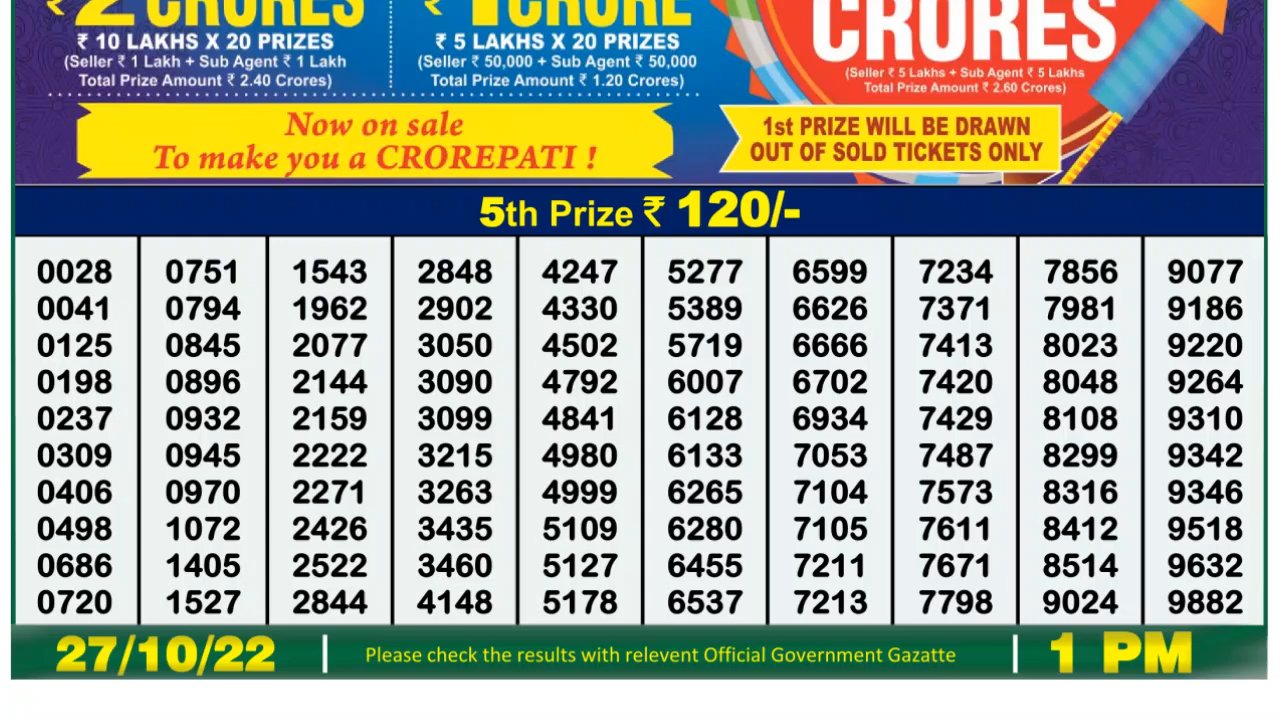 ₹ 2 CRORES
₹ 10 LAKHS X 20 PRIZES
(Seller ₹ 1 Lakh + Sub Agent ₹ 1 Lakh
Total Prize Amount ₹ 2.40 Crores)
₹ 1 CRORE
₹ 5 LAKHS X 20 PRIZES
(Seller ₹ 50,000 + Sub Agent ₹ 50,000
Total Prize Amount ₹ 1.20 Crores)
CRORES
(Seller ₹ 5 Lakhs + Sub Agent ₹ 5 Lakhs
Total Prize Amount ₹ 2.60 Crores)
Now on sale
To make you a CROREPATI !
1st PRIZE WILL BE DRAWN
OUT OF SOLD TICKETS ONLY
5th Prize ₹ 120/-
0028 0751 1543 2848 4247 5277 6599 7234 7856 9077
0041 0794 1962 2902 4330 5389 6626 7371 7981 9186
0125 0845 2077 3050 4502 5719 6666 7413 8023 9220
0198 0896 2144 3090 4792 6007 6702 7420 8048 9264
0237 0932 2159 3099 4841 6128 6934 7429 8108 9310
0309 0945 2222 3215 4980 6133 7053 7487 8299 9342
0406 0970 2271 3263 4999 6265 7104 7573 8316 9346
0498 1072 2426 3435 5109 6280 7105 7611 8412 9518
0686 1405 2522 3460 5127 6455 7211 7671 8514 9632
0720 1527 2844 4148 5178 6537 7213 7798 9024 9882
27/10/22 | Please check the results with relevent Official Government Gazatte | 1 PM